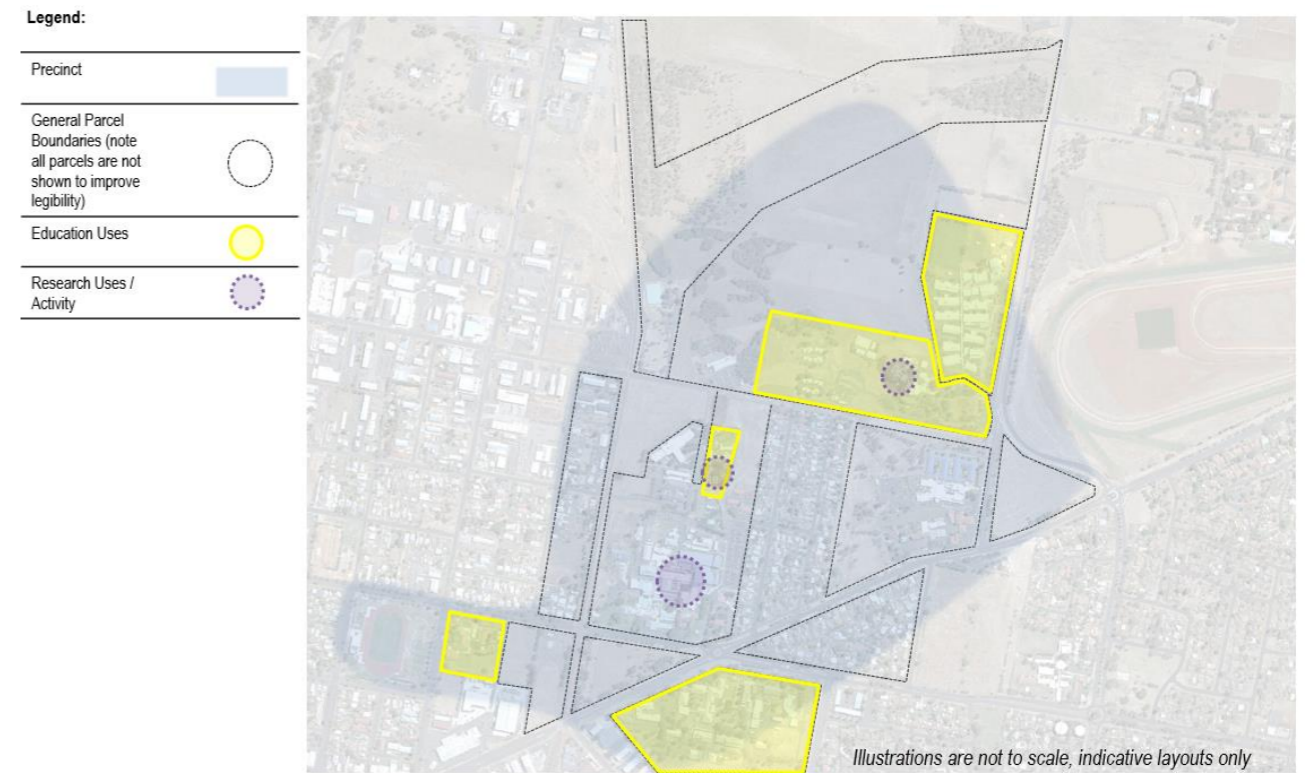 Legend:
Precinct
General Parcel
Boundaries (note
all parcels are not
shown to improve
legibility)
Education Uses
Research Uses /
Activity
Illustrations are not to scale, indicative layouts only